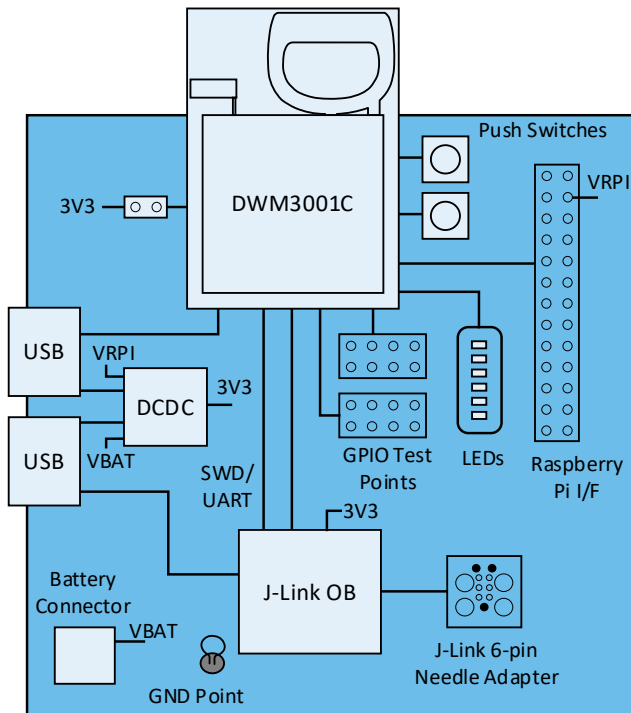 Push Switches
DWM3001C
VRPI
3V3
USB
VRPI
DCDC
3V3
USB
VBAT
SWD/
UART
GPIO Test
Points
LEDs
Raspberry
Pi I/F
3V3
J-Link OB
Battery
Connector
VBAT
GND Point
J-Link 6-pin
Needle Adapter